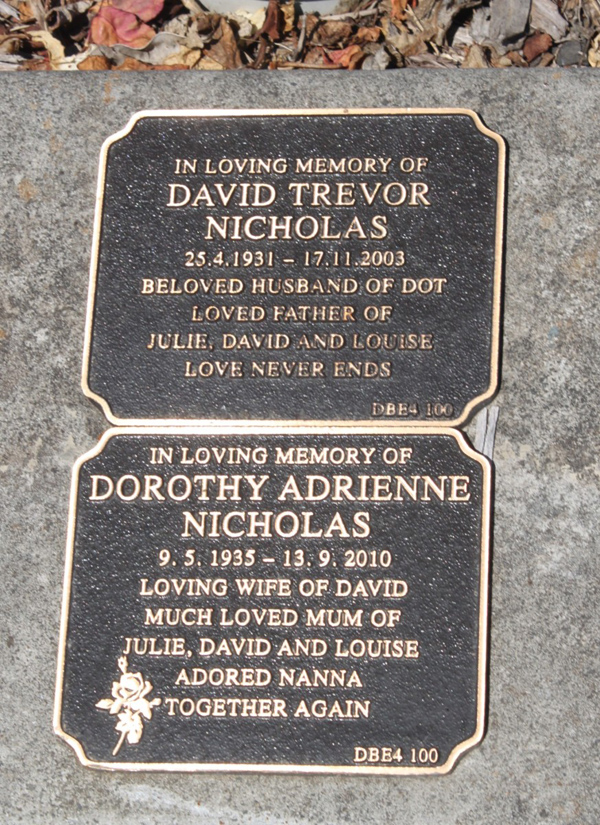 IN LOVING MEMORY OF
DAVID TREVOR
NICHOLAS
25.4.1931 – 17.11.2003
BELOVED HUSBAND OF DOT
LOVED FATHER OF
JULIE, DAVID AND LOUISE
LOVE NEVER ENDS
DBE4 100
IN LOVING MEMORY OF
DOROTHY ADRIENNE
NICHOLAS
9. 5. 1935 – 13. 9. 2010
LOVING WIFE OF DAVID
MUCH LOVED MUM OF
JULIE, DAVID AND LOUISE
ADORED NANNA
TOGETHER AGAIN
DBE4 100